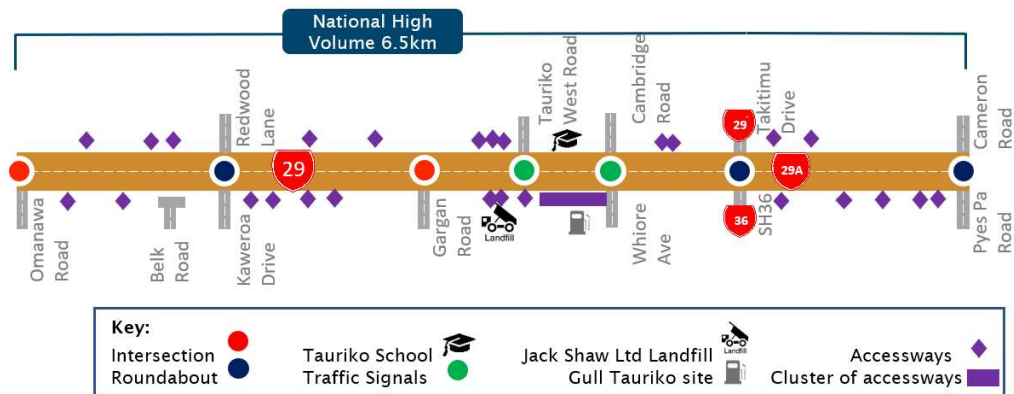 National High
Volume 6.5km
Redwood
Lane
Tauriko
West Road
Cambridge
Road
29
Takitimu
Drive
Cameron
Road
29
29A
Omanawa
Road
Belk
Road
Kaweroa
Drive
Gargan
Road
Landfill
Whiore
Ave
36
SH36
Pyes Pa
Road
Key:
Intersection
Roundabout
Tauriko School
Traffic Signals
Jack Shaw Ltd Landfill
Landfill
Gull Tauriko site
Accessways
Cluster of accessways